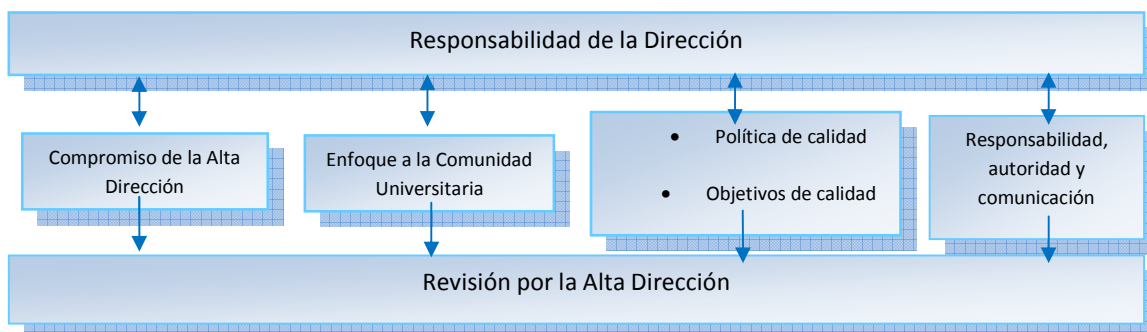 Responsabilidad de la Dirección
Compromiso de la Alta
Dirección
Enfoque a la Comunidad
Universitaria
• Política de calidad
• Objetivos de calidad
Responsabilidad,
autoridad y
comunicación
Revisión por la Alta Dirección